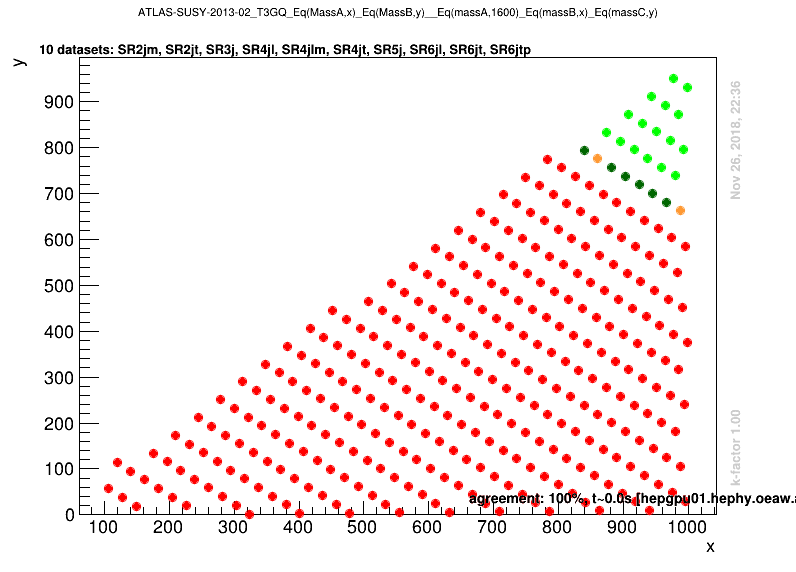 ATLAS-SUSY-2013-02_T3GQ_Eq(MassA,x)_Eq(MassB,y)__Eq(massA,1600)_Eq(massB,x)_Eq(massC,y)
10 datasets: SR2jm, SR2jt, SR3j, SR4jl, SR4jlm, SR4jt, SR5j, SR6jl, SR6jt, SR6jtp
y
900
800
700
600
500
400
300
200
100
0
Nov 26, 2018, 22:36
k-factor 1.00
agreement: 100%, t~0.0s [hepgpu01.hephy.oeaw.a
100 200 300 400 500 600 700 800 900 1000
x